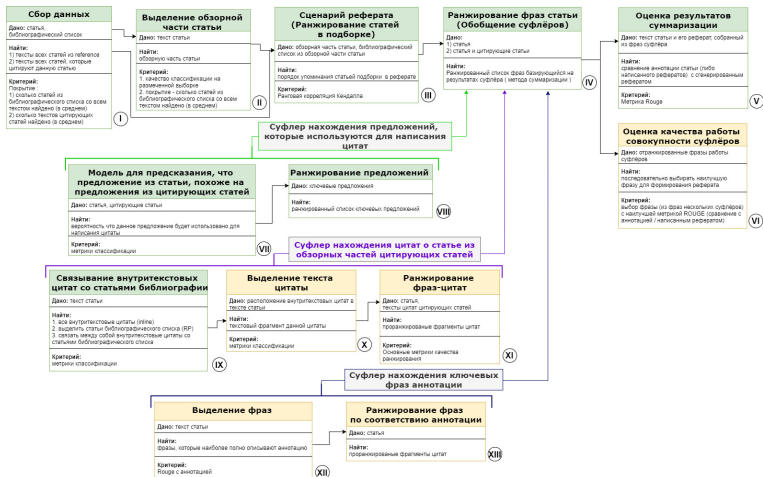 Сбор данных
Дано: статья,
библиографический список
Найти:
1) тексты всех статей из reference
2) тексты всех статей, которые
цитируют данную статью
Критерий:
Покрытие :
1) сколько статей из
библиографического списка со всем
текстом найдено (в среднем)
2) сколько текстов цитирующих
статей найдено (в среднем)
I
Выделение обзорной
части статьи
Дано: текст статьи
Найти:
обзорную часть статьи
Критерий:
1. качество классификации на
размеченной выборке
2. покрытие - сколько статей из
библиографического списка со всем
текстом найдено (в среднем)
II
Сценарий реферата
(Ранжирование статей
в подборке)
Дано: обзорная часть статьи, библиографический
список из обзорной части статьи
Найти:
порядок упоминания статей подборки в реферате
Критерий:
Ранговая корреляция Кендалла
III
Ранжирование фраз статьи
(Обобщение суфлёров)
Дано:
1) статья
2) статья и цитирующие статьи
Найти:
Ранжированный список фраз базирующийся на
результатах суфлёра ( метода суммаризации )
IV
Оценка результатов
суммаризации
Дано: текст статьи и его реферат, собранный
из фраз суфлёр
Найти:
сравнение аннотации статьи (либо
написанного реферата) с сгенерированным
рефератом
Критерий:
Метрика Rouge
V
Оценка качества работы
совокупности суфлёров
Дано: отранжированные фразы работы
суфлёров
Найти:
последовательно выбирать наилучшую
фразу для формирования реферата
Критерий:
выбор фразы (из фраз нескольких суфлёров)
с наилучшей метрикой ROUGE (сравнение с
аннотацией / написанным рефератом)
VI
Суфлер нахождения предложений,
которые используются для написания
цитат
Модель для предсказания, что
предложение из статьи, похоже на
предложения из цитирующих статей
Дано: статья, цитирующие статьи
Найти:
вероятность что данное предложение будет использовано для
написания цитаты
Критерий:
метрики классификации
VII
Ранжирование предложений
Дано: ключевые предложения
Найти:
ранжированный список ключевых предложений
VIII
Суфлер нахождения цитат о статье из
обзорных частей цитирующих статей
Связывание внутритекстовых
цитат со статьями библиографии
Дано: текст статьи
Найти:
1. все внутритекстовые цитаты (inline)
2. выделить статьи библиографического списка (RP)
3. связать между собой внутритекстовые цитаты со
статьями библиографического списка
Критерий:
метрики классификации
IX
Выделение текста
цитаты
Дано: расположение внутритекстовых цитат в
тексте статьи
Найти:
текстовый фрагмент данной цитаты
Критерий:
метрики классификации
X
Ранжирование
фраз-цитат
Дано: статья,
тексты цитат цитирующих статей
Найти:
проранжированые фрагменты цитат
Критерий:
Основные метрики качества
ранжирования
XI
Суфлер нахождения ключевых
фраз аннотации
Выделение фраз
Дано: текст статьи
Найти:
фразы, которые наиболее полно описывают аннотацию
Критерий:
Rouge с аннотацией
XII
Ранжирование фраз
по соответствию аннотации
Дано: статья
Найти:
проранжированые фрагменты цитат
XIII